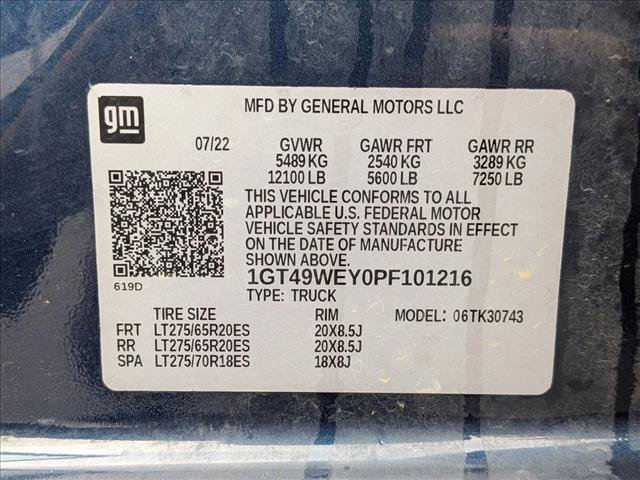 gm
MFD BY GENERAL MOTORS LLC
07/22 GVWR GAWR FRT GAWR RR
5489 KG 2540 KG 3289 KG
12100 LB 5600 LB 7250 LB
THIS VEHICLE CONFORMS TO ALL
APPLICABLE U.S. FEDERAL MOTOR
VEHICLE SAFETY STANDARDS IN EFFECT
ON THE DATE OF MANUFACTURE
SHOWN ABOVE.
619D
1GT49WEY0PF101216
TYPE: TRUCK
TIRE SIZE RIM MODEL: 06TK30743
FRT LT275/65R20ES 20X8.5J
RR LT275/65R20ES 20X8.5J
SPA LT275/70R18ES 18X8J